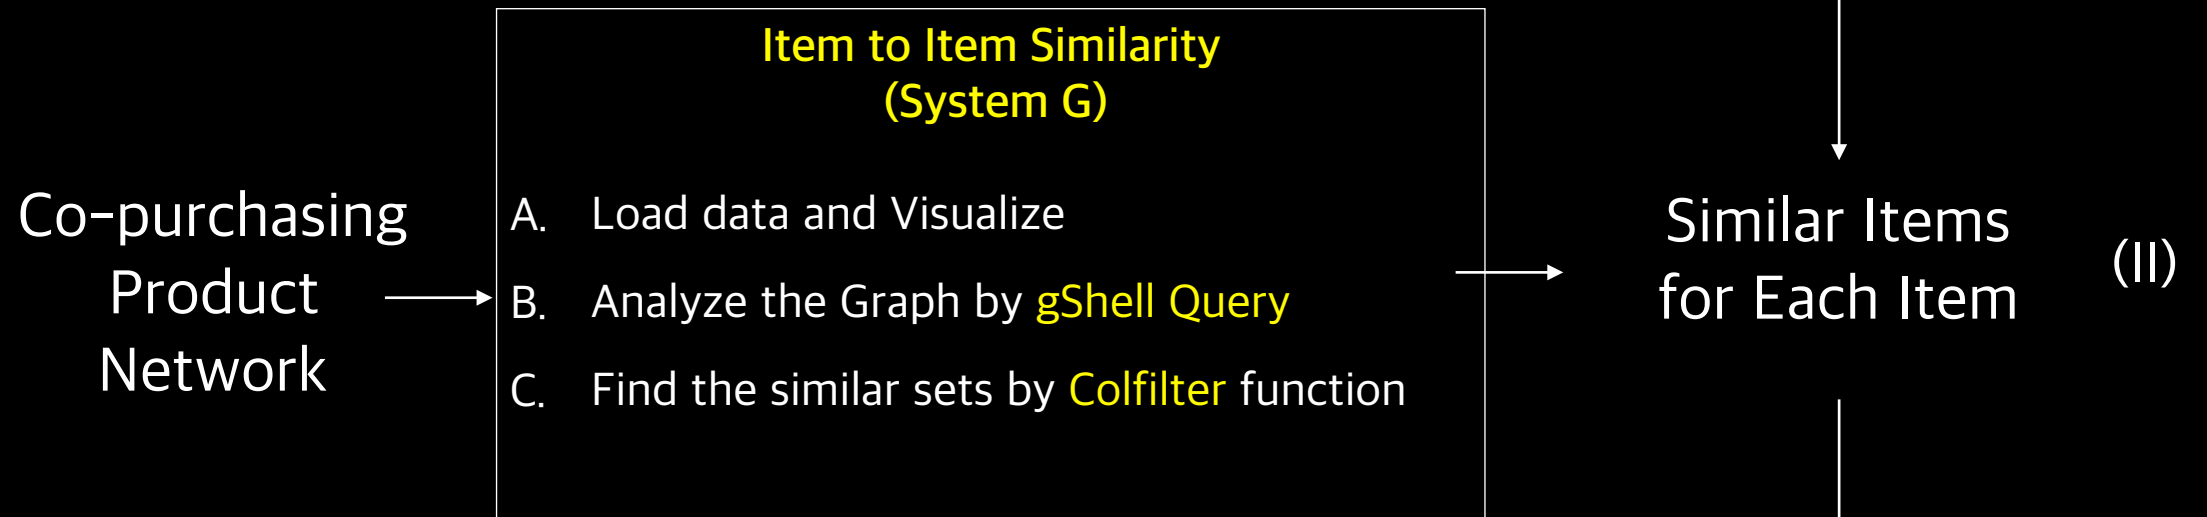 Item to Item Similarity
(System G)
Co-purchasing
Product
Network
A. Load data and Visualize
B. Analyze the Graph by gShell Query
C. Find the similar sets by Colfilter function
Similar Items
for Each Item
(II)